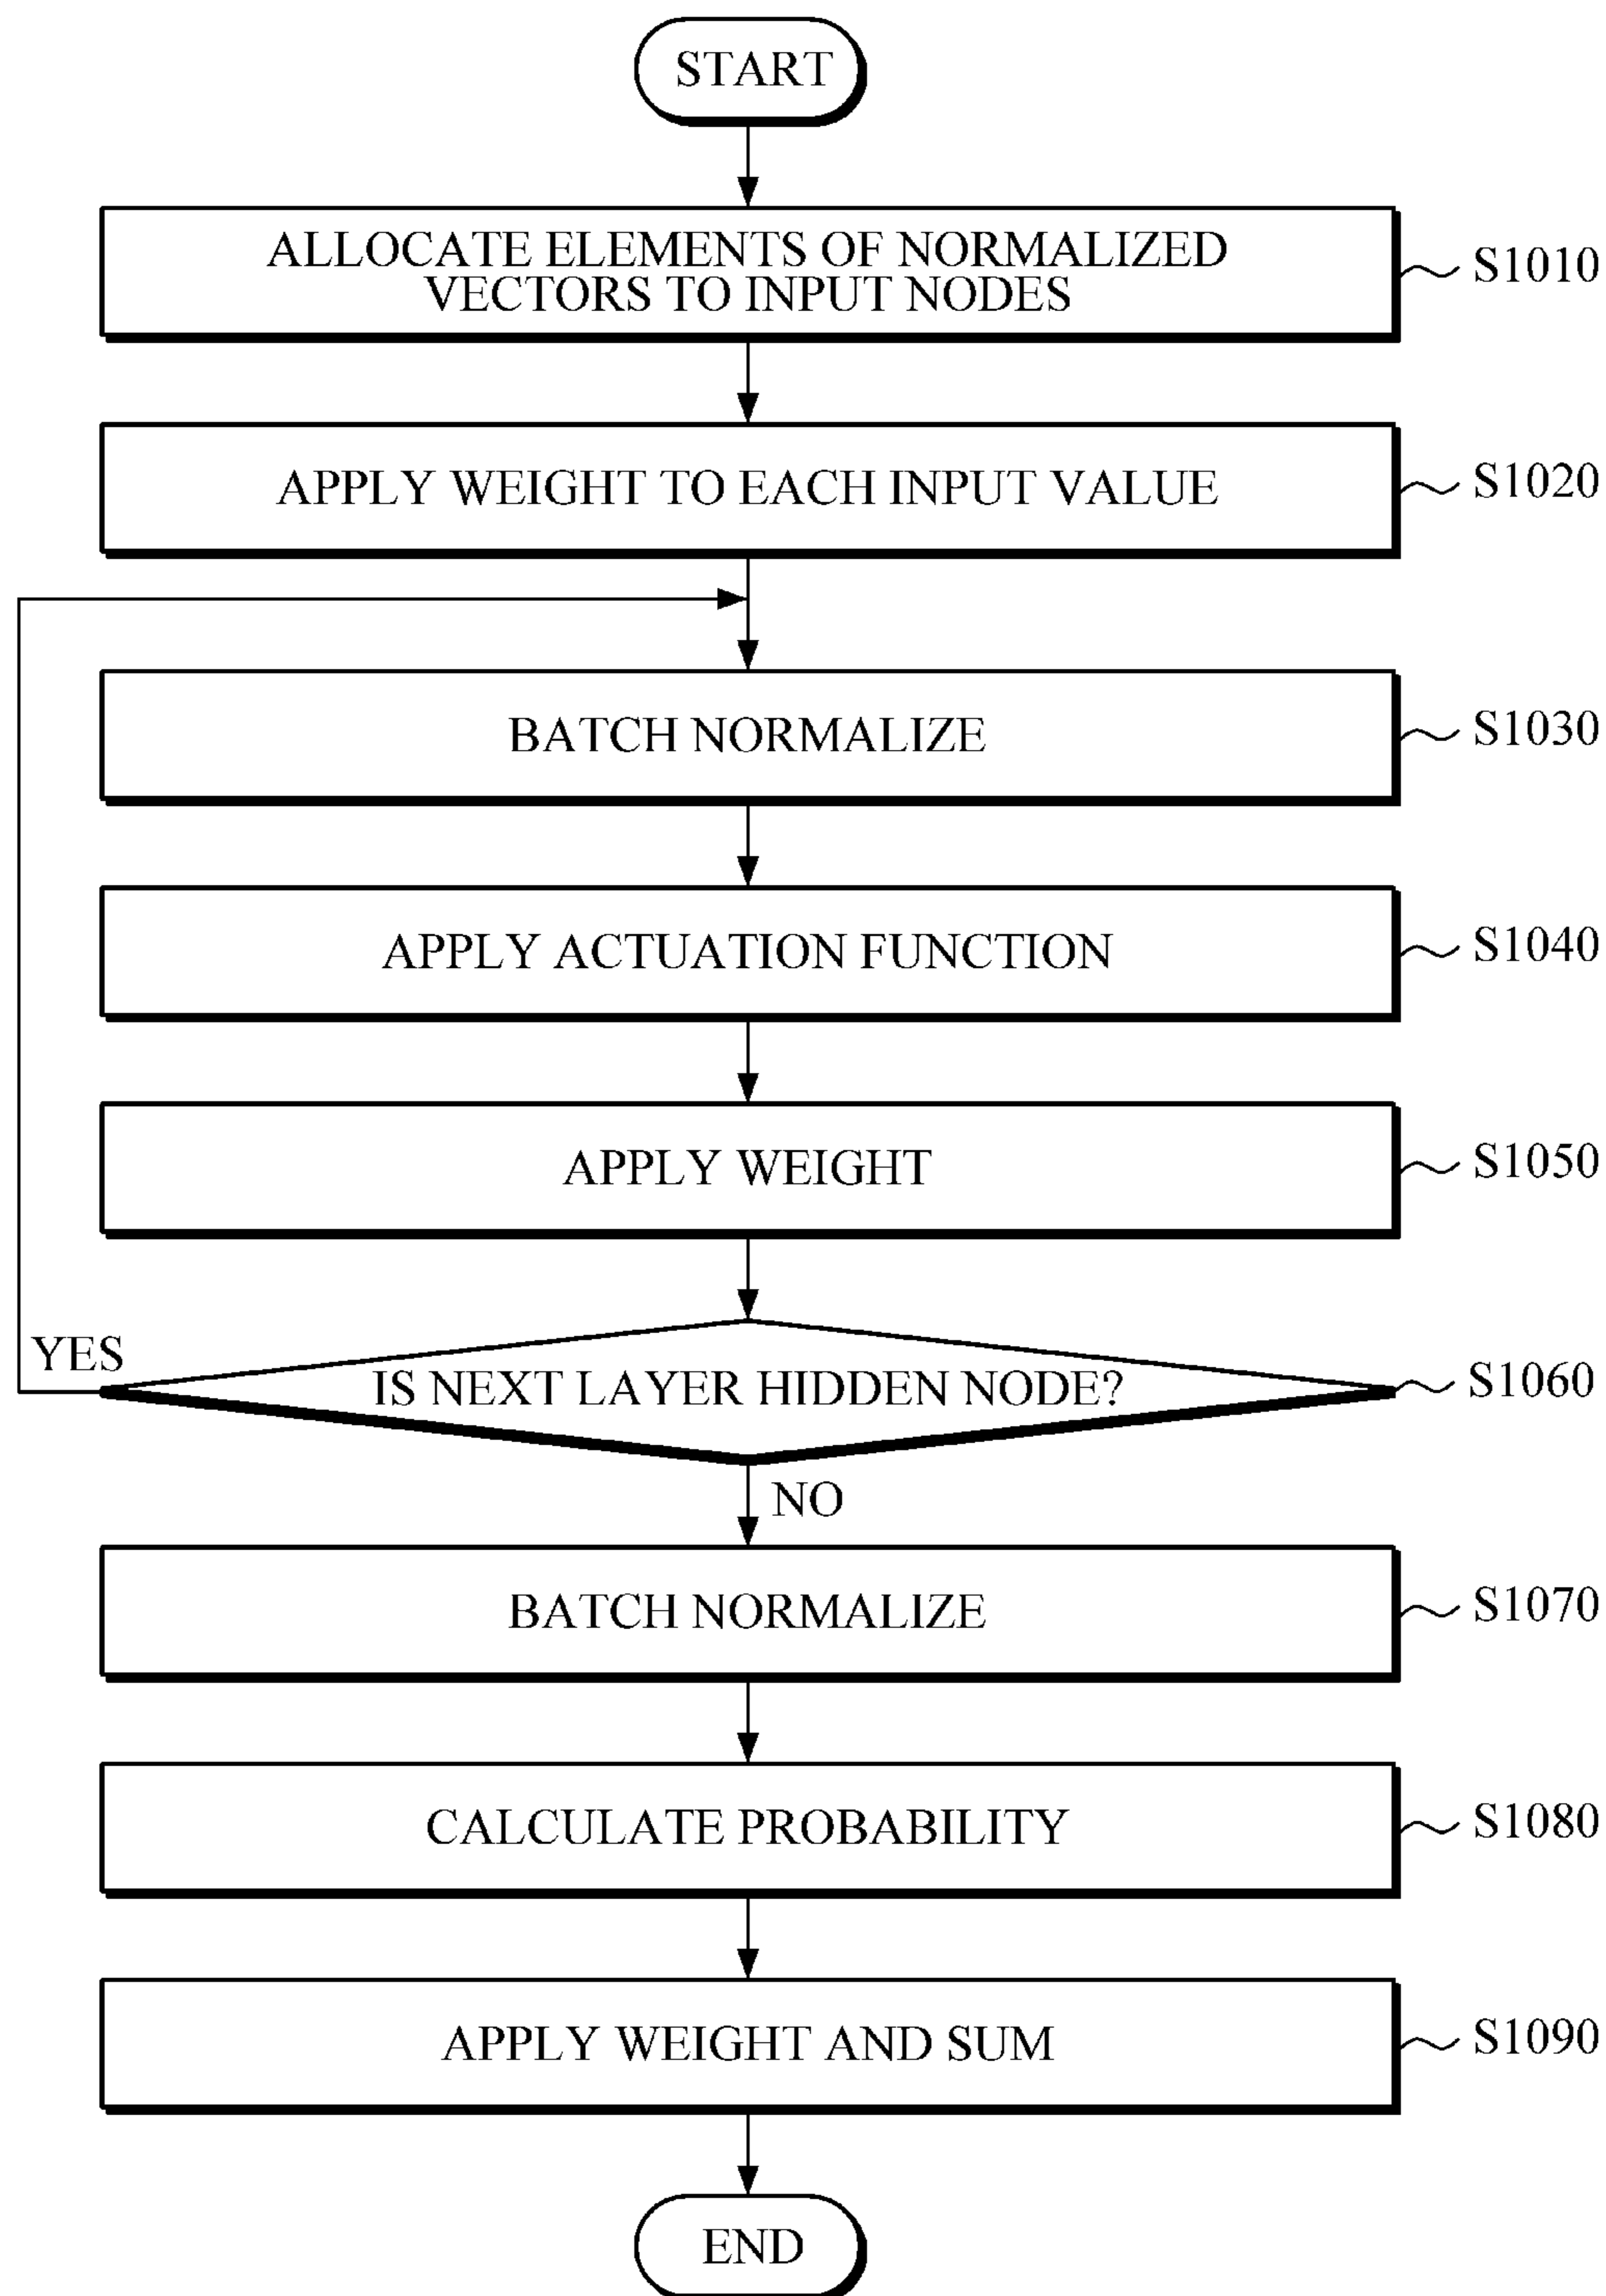 START
ALLOCATE ELEMENTS OF NORMALIZED
VECTORS TO INPUT NODES
S1010
APPLY WEIGHT TO EACH INPUT VALUE
S1020
BATCH NORMALIZE
S1030
APPLY ACTUATION FUNCTION
S1040
APPLY WEIGHT
S1050
YES
IS NEXT LAYER HIDDEN NODE?
S1060
NO
BATCH NORMALIZE
S1070
CALCULATE PROBABILITY
S1080
APPLY WEIGHT AND SUM
S1090
END